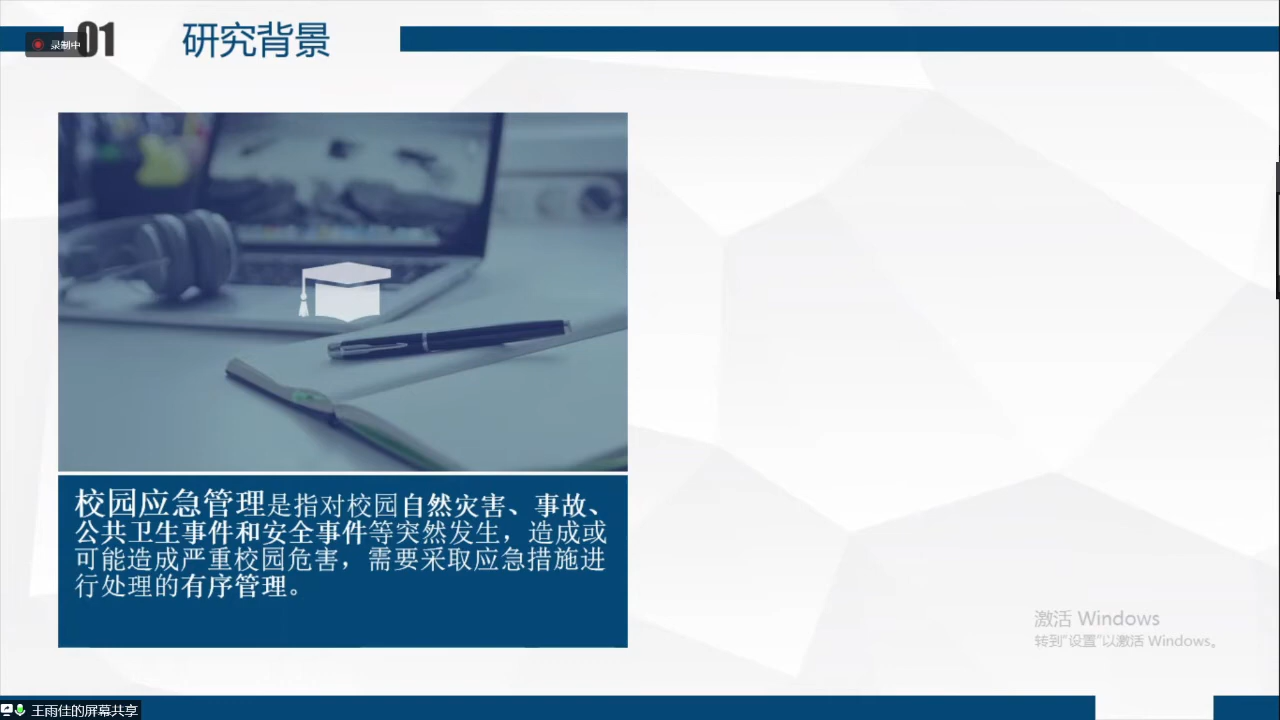 录制中
01
研究背景
校园应急管理是指对校园自然灾害、事故、
公共卫生事件和安全事件等突然发生，造成或
可能造成严重校园危害，需要采取应急措施进
行处理的有序管理。
激活 Windows
转到"设置"以激活 Windows。
王雨佳的屏幕共享